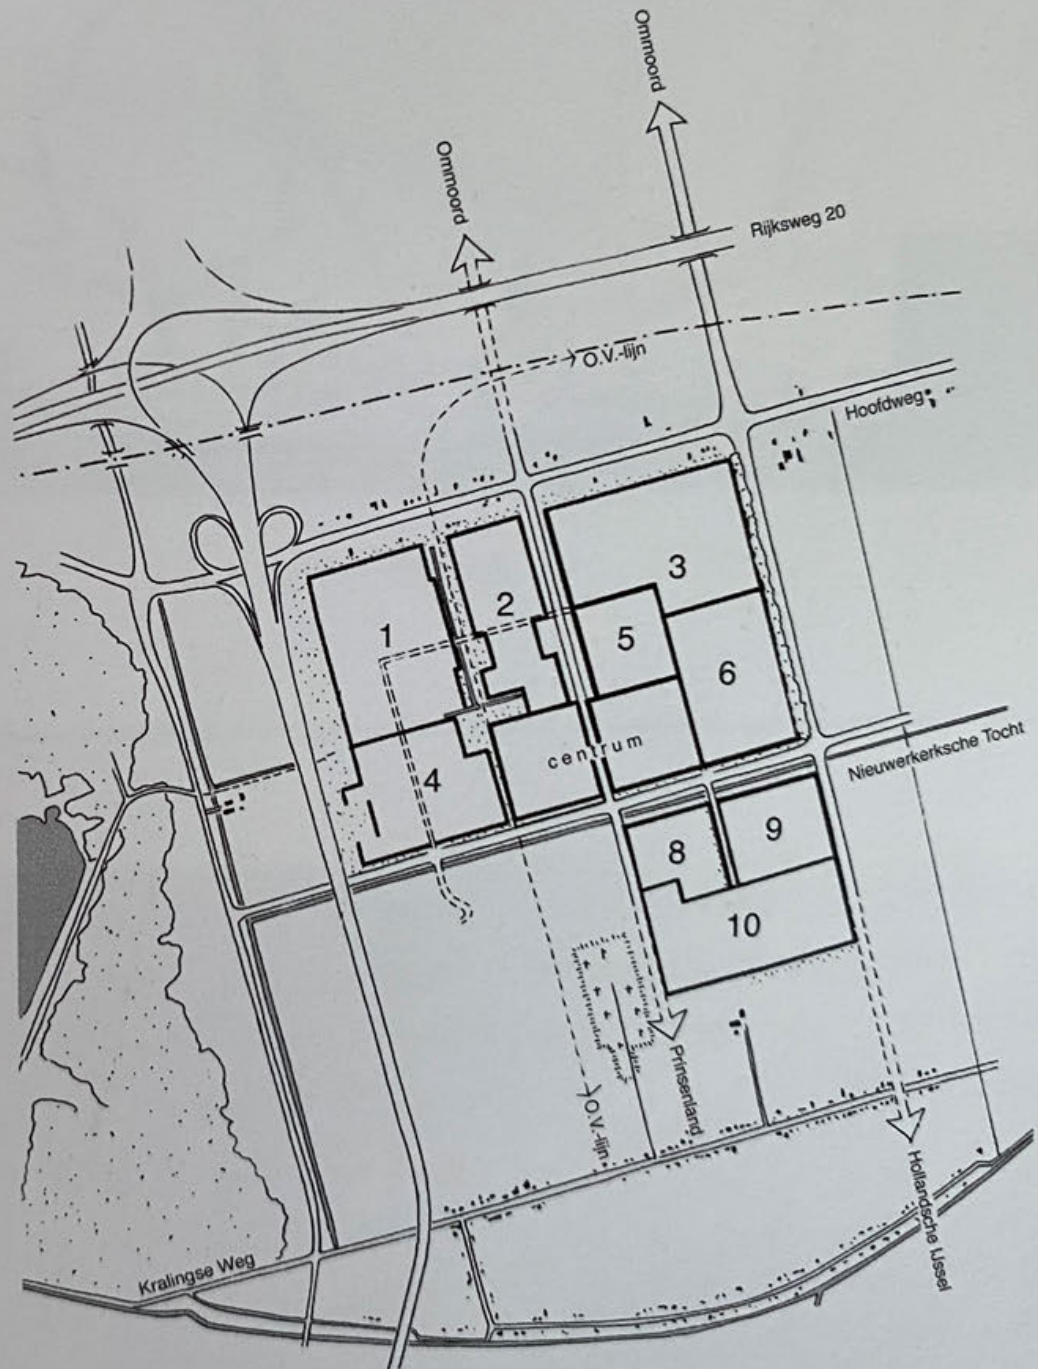 Ommoord
Ommoord
Rijksweg 20
O.V.-lijn
Hoofdweg
3
2
1
5
6
centrum
Nieuwerkerksche Tocht
4
9
8
10
Prinsenland
O.V.-lijn
Hollandsche IJssel
Kralingse Weg